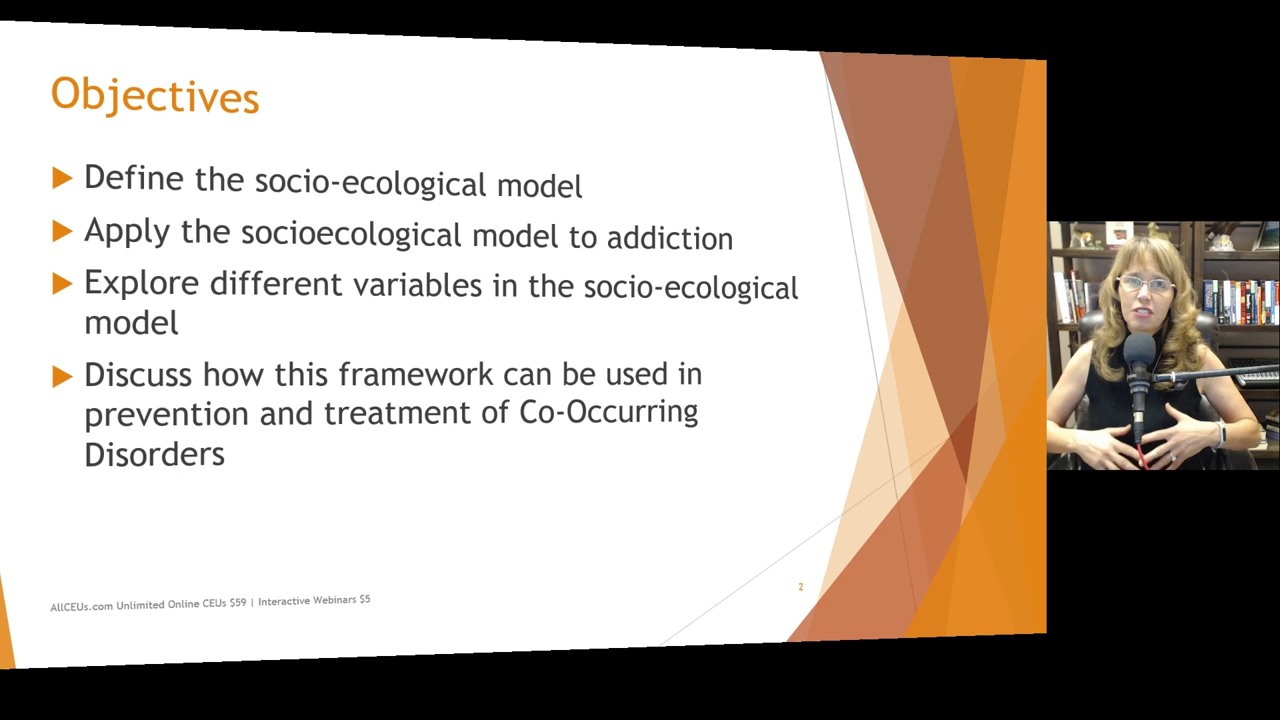 Objectives
Define the socio-ecological model
Apply the socioecological model to addiction
Explore different variables in the socio-ecological
model
Discuss how this framework can be used in
prevention and treatment of Co-Occurring
Disorders
AllCEUs.com Unlimited Online CEUs $59 | Interactive Webinars $5
2